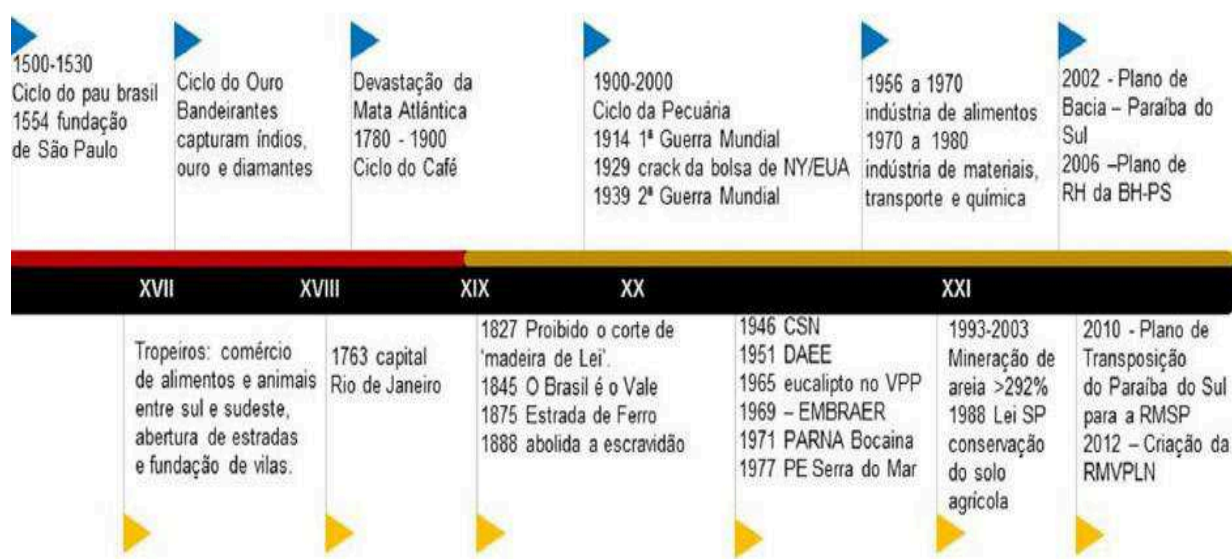 1500-1530
Ciclo do pau brasil
1554 fundação
de São Paulo
Ciclo do Ouro
Bandeirantes
capturam índios,
ouro e diamantes
Devastação da
Mata Atlântica
1780 - 1900
Ciclo do Café
1900-2000
Ciclo da Pecuária
1914 1ª Guerra Mundial
1929 crack da bolsa de NY/EUA
1939 2ª Guerra Mundial
1956 a 1970
indústria de alimentos
1970 a 1980
indústria de materiais,
transporte e química
2002 - Plano de
Bacia – Paraíba do
Sul
2006 –Plano de
RH da BH-PS
XVII XVIII XIX XX XXI
Tropeiros: comércio
de alimentos e animais
entre sul e sudeste,
abertura de estradas
e fundação de vilas.
1763 capital
Rio de Janeiro
1827 Proibido o corte de
'madeira de Lei'.
1845 O Brasil é o Vale
1875 Estrada de Ferro
1888 abolida a escravidão
1946 CSN
1951 DAEE
1965 eucalipto no VPP
1969 – EMBRAER
1971 PARNA Bocaina
1977 PE Serra do Mar
1993-2003
Mineração de
areia >292%
1988 Lei SP
conservação
do solo
agrícola
2010 - Plano de
Transposição
do Paraíba do Sul
para a RMSP
2012 – Criação da
RMVPLN